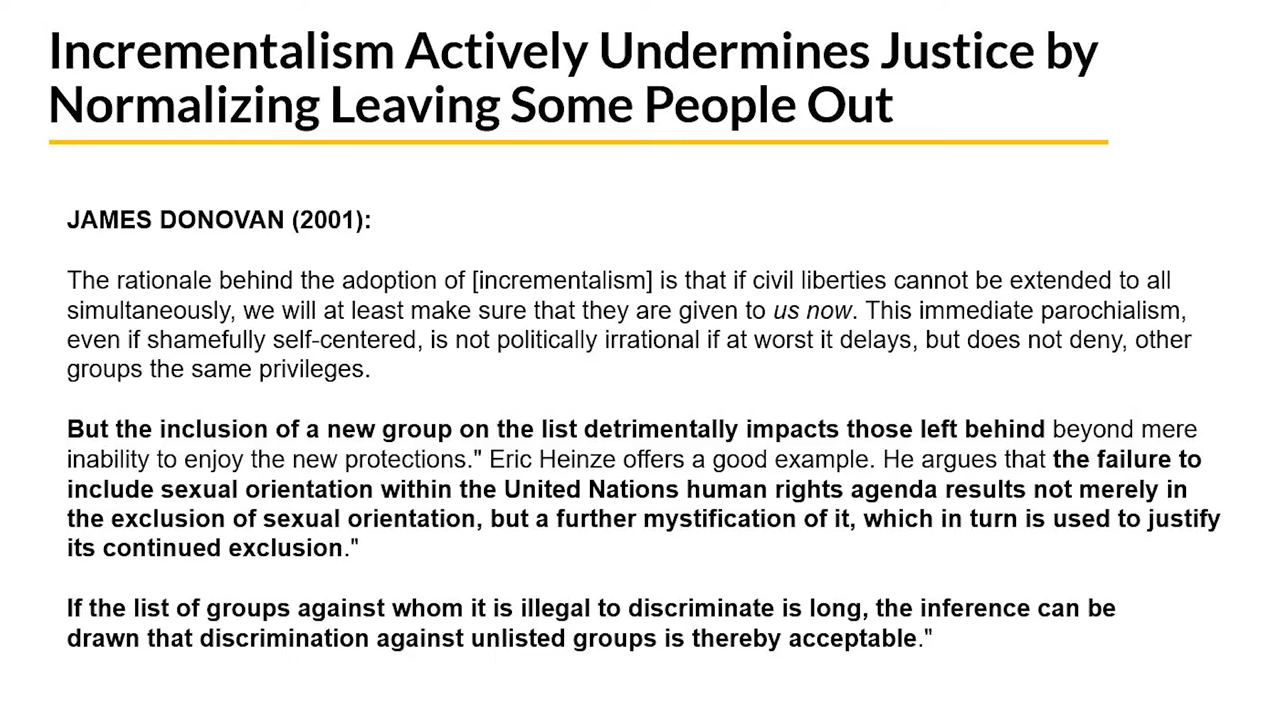 Incrementalism Actively Undermines Justice by
Normalizing Leaving Some People Out
JAMES DONOVAN (2001):
The rationale behind the adoption of [incrementalism] is that if civil liberties cannot be extended to all
simultaneously, we will at least make sure that they are given to us now. This immediate parochialism,
even if shamefully self-centered, is not politically irrational if at worst it delays, but does not deny, other
groups the same privileges.
But the inclusion of a new group on the list detrimentally impacts those left behind beyond mere
inability to enjoy the new protections." Eric Heinze offers a good example. He argues that the failure to
include sexual orientation within the United Nations human rights agenda results not merely in
the exclusion of sexual orientation, but a further mystification of it, which in turn is used to justify
its continued exclusion."
If the list of groups against whom it is illegal to discriminate is long, the inference can be
drawn that discrimination against unlisted groups is thereby acceptable."